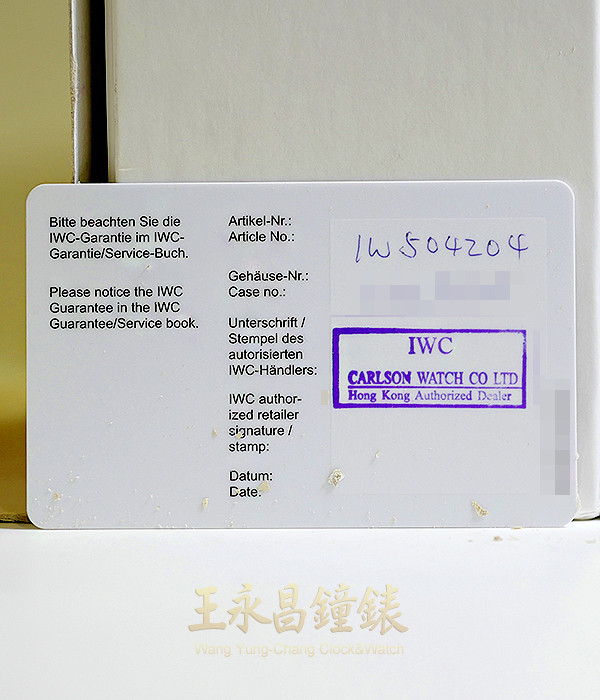 Bitte beachten Sie die
IWC-Garantie im IWC-
Garantie/Service-Buch.
Please notice the IWC
Guarantee in the IWC
Guarantee/Service book.
Artikel-Nr.:
Article No.:
IW504204
Gehäuse-Nr.:
Case no.:
Unterschrift /
Stempel des
autorisierten
IWC-Händlers:
IWC author-
ized retailer
signature /
stamp:
IWC
CARLSON WATCH CO LTD
Hong Kong Authorized Dealer
Datum:
Date:
王永昌鐘錶
Wang Yung-Chang Clock&Watch